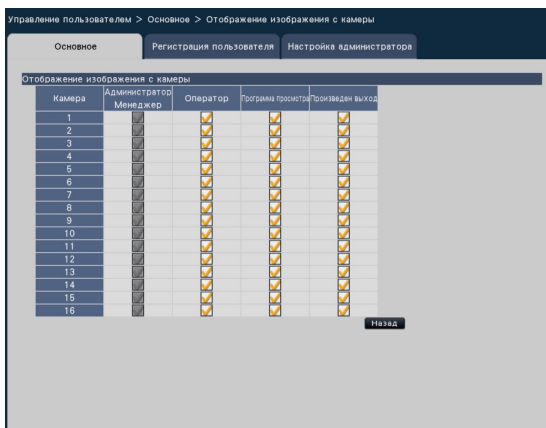 Управление пользователем > Основное > Отображение изображения с камеры
Основное
Регистрация пользователя
Настройка администратора
Отображение изображения с камеры
Камера
Администратор
Менеджер
Оператор
Программа просмотра
Произведен выход
1
2
3
4
5
6
7
8
9
10
11
12
13
14
15
16
Назад